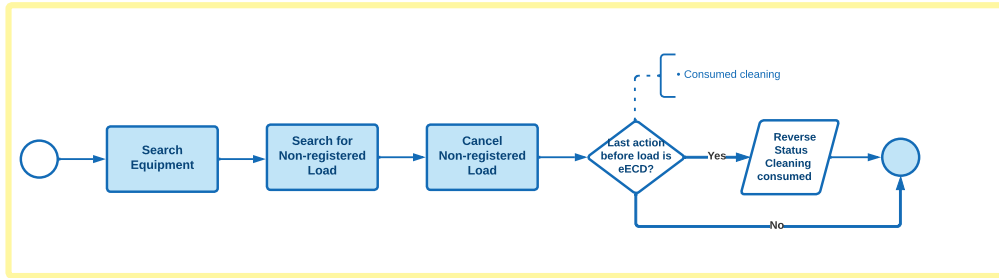 • Consumed cleaning
Search
Equipment
Search for
Non-registered
Load
Cancel
Non-registered
Load
Last action
before load is
eECD?
Yes
Reverse
Status
Cleaning
consumed
No